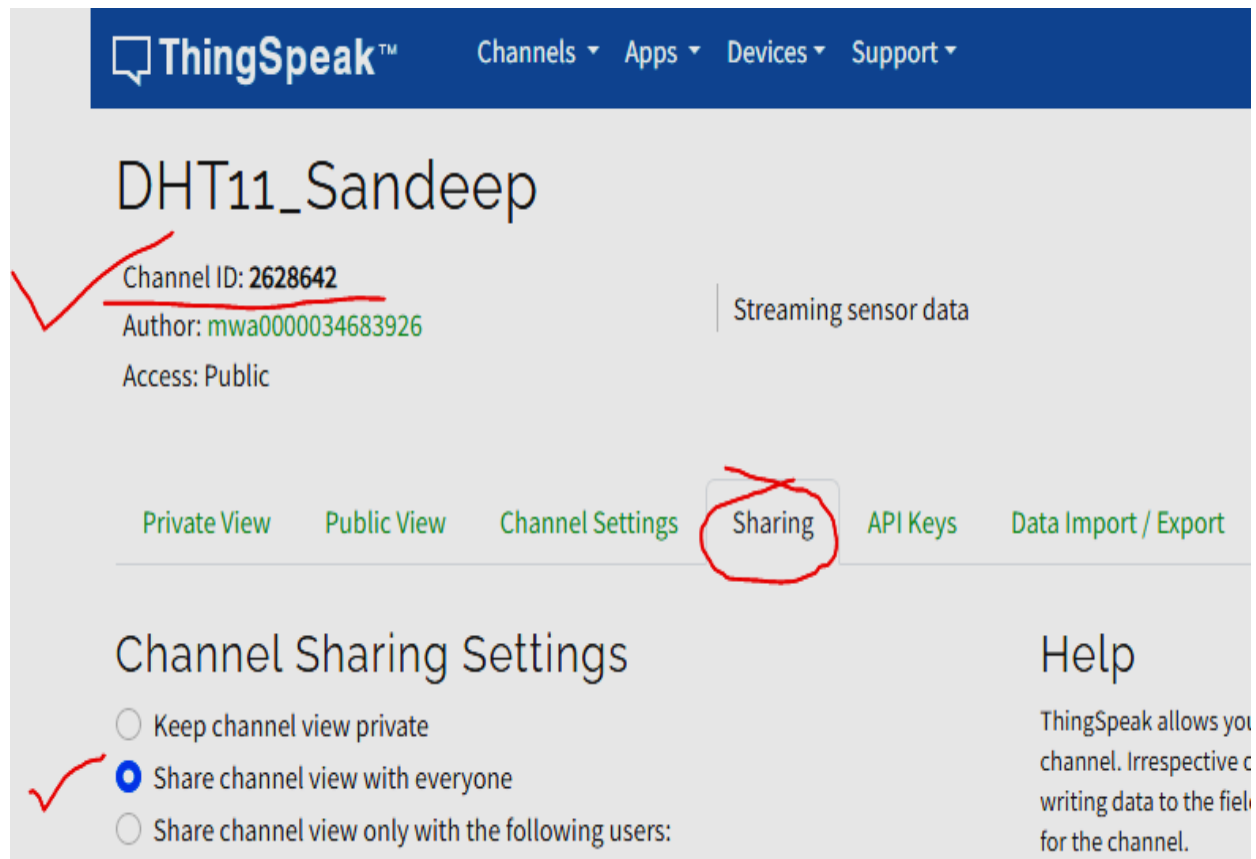 ThingSpeak™ Channels Apps Devices Support
DHT11_Sandeep
Channel ID: 2628642
Author: mwa0000034683926
Access: Public
Streaming sensor data
Private View Public View Channel Settings Sharing API Keys Data Import / Export
Channel Sharing Settings
Keep channel view private
Share channel view with everyone
Share channel view only with the following users:
Help
ThingSpeak allows you
channel. Irrespective
writing data to the
for the channel.